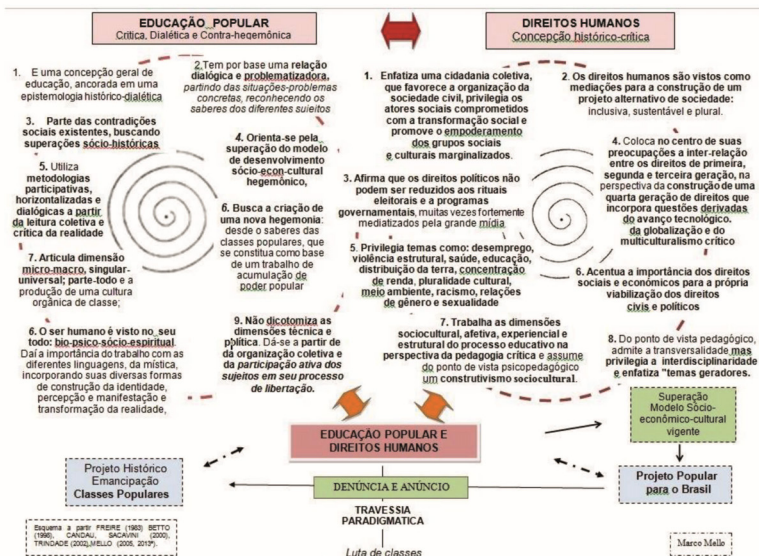 EDUCAÇÃO POPULAR
Critica, Dialética e Contra-hegemônica
DIREITOS HUMANOS
Concepção histórico-crítica
1. E uma concepção geral de
educação, ancorada em uma
epistemologia histórico-dialética
2.Tem por base uma relação
dialógica e problematizadora,
partindo das situações-problemas
concretas, reconhecendo os
saberes dos diferentes sujeitos
3. Parte das contradições
sociais existentes, buscando
superações sócio-históricas
4. Orienta-se pela
superação do modelo
de desenvolvimento
sócio-econ-cultural
hegemônico,
5. Utiliza
metodologias
participativas,
horizontalizadas e
dialógicas a partir
da leitura coletiva e
crítica da realidade
6. Busca a criação de
uma nova hegemonia:
desde o saberes das
classes populares, que
se constitua como base
de um trabalho de
acumulação de
poder popular
7. Articula dimensão
micro-macro, singular-
universal; parte-todo e a
produção de uma cultura
orgânica de classe;
6. O ser humano é visto no seu
todo: bio-psico-sócio-espiritual.
Daí a importância do trabalho com as
diferentes linguagens, da mística,
incorporando suas diversas formas
de construção da identidade,
percepção e manifestação e
transformação da realidade,
9. Não dicotomiza as
dimensões técnica e
política. Dá-se a partir de
da organização coletiva e
da participação ativa dos
sujeitos em seu processo
de libertação.
1. Enfatiza uma cidadania coletiva,
que favorece a organização da
sociedade civil, privilegia os
atores sociais comprometidos
com a transformação social e
promove o empoderamento
dos grupos sociais
e culturais marginalizados.
2. Os direitos humanos são vistos como
mediações para a construção de um
projeto alternativo de sociedade:
inclusiva, sustentável e plural.
3. Afirma que os direitos políticos não
podem ser reduzidos aos rituais
eleitorais e a programas
governamentais, muitas vezes fortemente
mediatizados pela grande mídia
4. Coloca no centro de suas
preocupações a inter-relação
entre os direitos de primeira,
segunda e terceira geração, na
perspectiva da construção de uma
quarta geração de direitos que
incorpora questões derivadas
do avanço tecnológico.
da globalização e do
multiculturalismo crítico
5. Privilegia temas como: desemprego,
violência estrutural, saúde, educação,
distribuição da terra, concentração
de renda, pluralidade cultural,
meio ambiente, racismo, relações
de gênero e sexualidade
6. Acentua a importância dos direitos
sociais e econômicos para a própria
viabilização dos direitos
civis e políticos
7. Trabalha as dimensões
sociocultural, afetiva, experiencial e
estrutural do processo educativo na
perspectiva da pedagogia crítica e assume
do ponto de vista psicopedagógico
um construtivismo sociocultural.
8. Do ponto de vista pedagógico,
admite a transversalidade mas
privilegia a interdisciplinaridade
e enfatiza "temas geradores.
EDUCAÇÃO POPULAR E
DIREITOS HUMANOS
Superação
Modelo Sócio-
econômico-cultural
vigente
Projeto Histórico
Emancipação
Classes Populares
DENÚNCIA E ANÚNCIO
Projeto Popular
para o Brasil
TRAVESSIA
PARADIGMATICA
Luta de classes
Esquema a partir FREIRE (1983) BETTO
(1998), CANDAU, SACAVINI (2000),
TRINDADE (2002),MELLO (2005, 2013ª).
Marco Mello